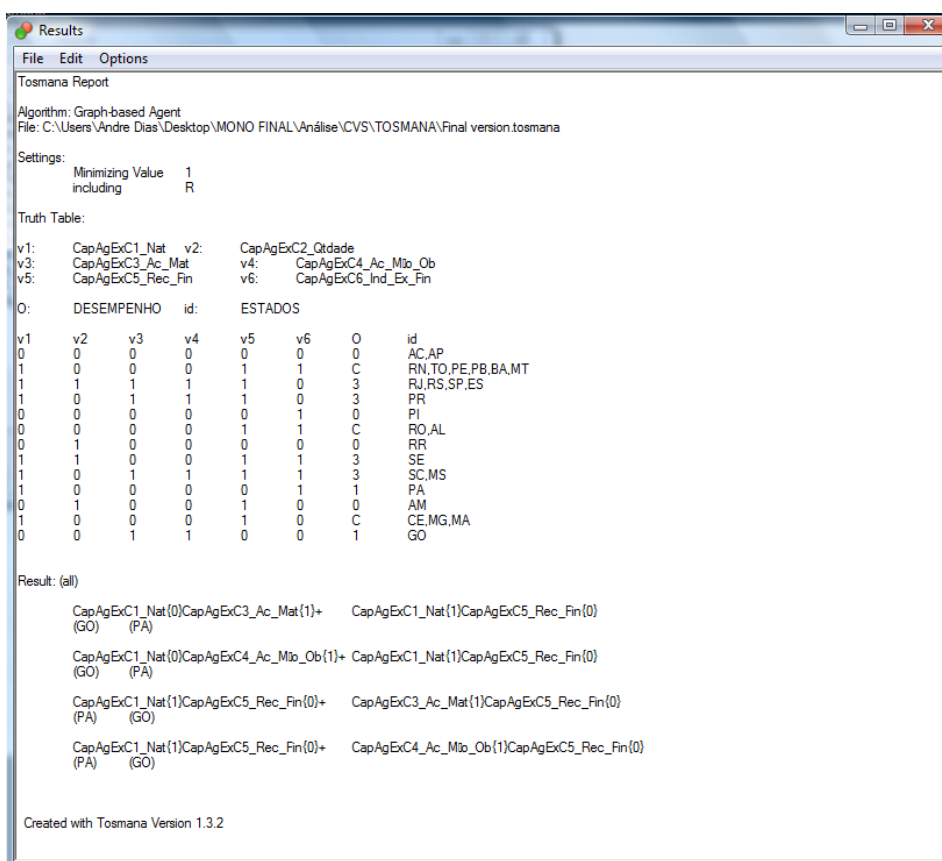 Results
File Edit Options
Tosmana Report
Algorithm: Graph-based Agent
File: C:\Users\Andre Dias\Desktop\MONO FINAL\Análise\CVS\TOSMANA\Final version.tosmana
Settings:
Minimizing Value 1
including R
Truth Table:
v1: CapAgExC1_Nat v2: CapAgExC2_Qtdade
v3: CapAgExC3_Ac_Mat v4: CapAgExC4_Ac_Mão_Ob
v5: CapAgExC5_Rec_Fin v6: CapAgExC6_Ind_Ex_Fin
O: DESEMPENHO id: ESTADOS
v1 v2 v3 v4 v5 v6 O id
0 0 0 0 0 0 0 AC,AP
1 0 0 0 1 1 C RN,TO,PE,PB,BA,MT
1 1 1 1 1 0 3 RJ,RS,SP,ES
1 0 1 1 1 0 3 PR
0 0 0 0 0 1 0 PI
0 0 0 0 1 1 C RO,AL
0 1 0 0 0 0 0 RR
1 1 0 0 1 1 3 SE
1 0 1 1 1 1 3 SC,MS
1 0 0 0 0 1 1 PA
0 1 0 0 1 0 0 AM
1 0 0 0 1 0 C CE,MG,MA
0 0 1 1 0 0 1 GO
Result: (all)
CapAgExC1_Nat{0}CapAgExC3_Ac_Mat{1}+ CapAgExC1_Nat{1}CapAgExC5_Rec_Fin{0}
(GO) (PA)
CapAgExC1_Nat{0}CapAgExC4_Ac_Mão_Ob{1}+ CapAgExC1_Nat{1}CapAgExC5_Rec_Fin{0}
(GO) (PA)
CapAgExC1_Nat{1}CapAgExC5_Rec_Fin{0}+ CapAgExC3_Ac_Mat{1}CapAgExC5_Rec_Fin{0}
(PA) (GO)
CapAgExC1_Nat{1}CapAgExC5_Rec_Fin{0}+ CapAgExC4_Ac_Mão_Ob{1}CapAgExC5_Rec_Fin{0}
(PA) (GO)
Created with Tosmana Version 1.3.2